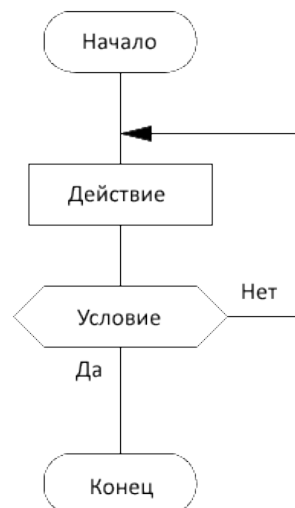 Начало
Действие
Условие
Нет
Да
Конец